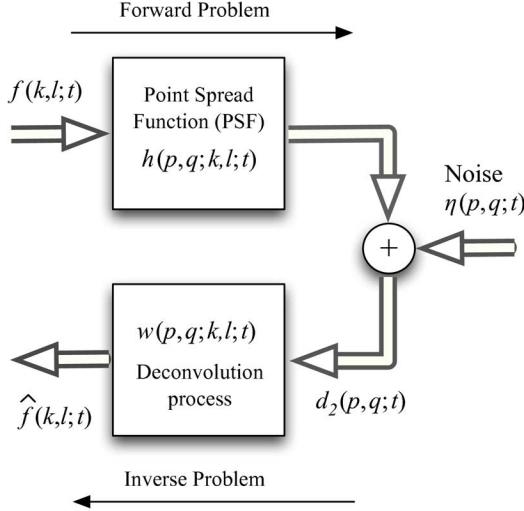 Forward Problem
f(k,l;t)
Point Spread
Function (PSF)
h(p,q;k,l;t)
Noise
η(p,q;t)
+
w(p,q;k,l;t)
Deconvolution
process
f̂(k,l;t)
d₂(p,q;t)
Inverse Problem